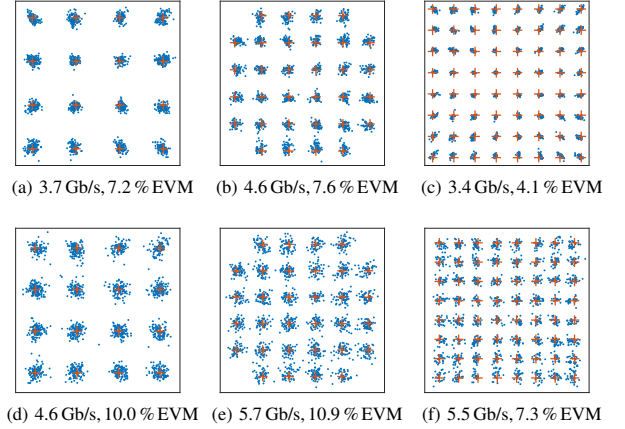 (a) 3.7 Gb/s, 7.2 % EVM
(b) 4.6 Gb/s, 7.6 % EVM
(c) 3.4 Gb/s, 4.1 % EVM
(d) 4.6 Gb/s, 10.0 % EVM
(e) 5.7 Gb/s, 10.9 % EVM
(f) 5.5 Gb/s, 7.3 % EVM